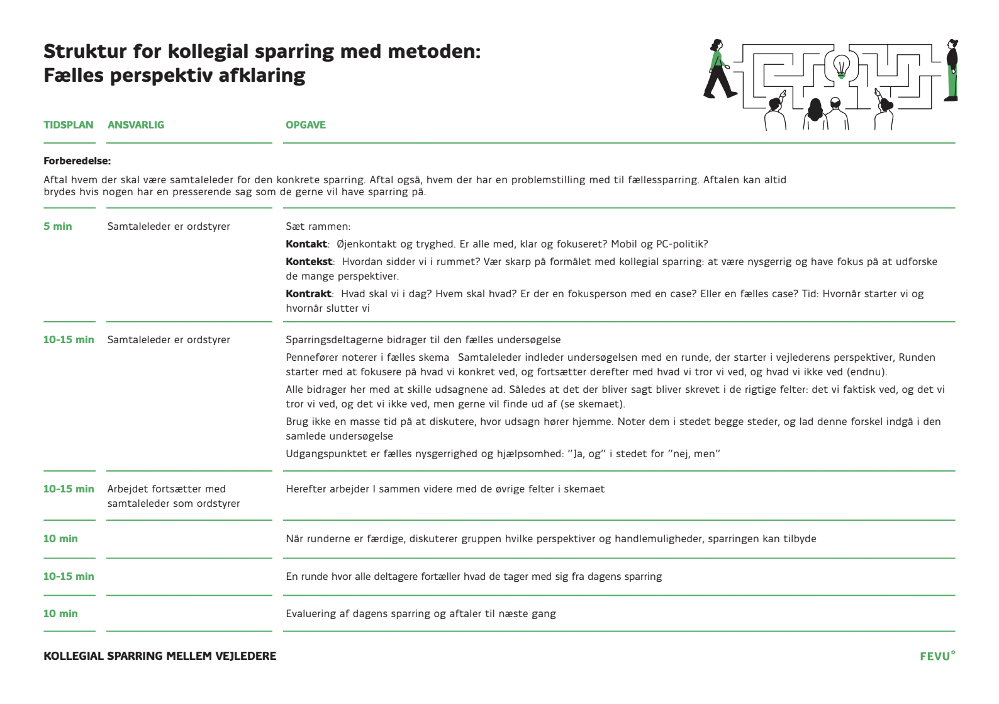 Struktur for kollegial sparring med metoden:
Fælles perspektiv afklaring
TIDSPLAN ANSVARLIG OPGAVE
Forberedelse:
Aftal hvem der skal være samtaleleder for den konkrete sparring. Aftal også, hvem der har en problemstilling med til fællessparring. Aftalen kan altid
brydes hvis nogen har en presserende sag som de gerne vil have sparring på.
5 min Samtaleleder er ordstyrer Sæt rammen:
Kontakt: Øjenkontakt og tryghed. Er alle med, klar og fokuseret? Mobil og PC-politik?
Kontekst: Hvordan sidder vi i rummet? Vær skarp på formålet med kollegial sparring: at være nysgerrig og have fokus på at udforske
de mange perspektiver.
Kontrakt: Hvad skal vi i dag? Hvem skal hvad? Er der en fokusperson med en case? Eller en fælles case? Tid: Hvornår starter vi og
hvornår slutter vi
10-15 min Samtaleleder er ordstyrer Sparringsdeltagerne bidrager til den fælles undersøgelse
Pennefører noterer i fælles skema Samtaleleder indleder undersøgelsen med en runde, der starter i vejlederens perspektiver, Runden
starter med at fokusere på hvad vi konkret ved, og fortsætter derefter med hvad vi tror vi ved, og hvad vi ikke ved (endnu).
Alle bidrager her med at skille udsagnene ad. Således at det der bliver sagt bliver skrevet i de rigtige felter: det vi faktisk ved, og det vi
tror vi ved, og det vi ikke ved, men gerne vil finde ud af (se skemaet).
Brug ikke en masse tid på at diskutere, hvor udsagn hører hjemme. Noter dem i stedet begge steder, og lad denne forskel indgå i den
samlede undersøgelse
Udgangspunktet er fælles nysgerrighed og hjælpsomhed: ”Ja, og” i stedet for ”nej, men”
10-15 min Arbejdet fortsætter med Herefter arbejder I sammen videre med de øvrige felter i skemaet
samtaleleder som ordstyrer
10 min Når runderne er færdige, diskuterer gruppen hvilke perspektiver og handlemuligheder, sparringen kan tilbyde
10-15 min En runde hvor alle deltagere fortæller hvad de tager med sig fra dagens sparring
10 min Evaluering af dagens sparring og aftaler til næste gang
KOLLEGIAL SPARRING MELLEM VEJLEDERE FEVU°